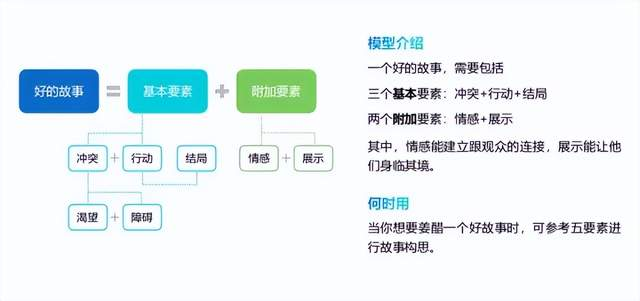 好的故事 = 基本要素 + 附加要素
冲突 + 行动 结局 情感 + 展示
渴望 + 障碍
模型介绍
一个好的故事，需要包括
三个基本要素：冲突+行动+结局
两个附加要素：情感+展示
其中，情感能建立跟观众的连接，展示能让他
们身临其境。
何时用
当你想要姜醋一个好故事时，可参考五要素进
行故事构思。